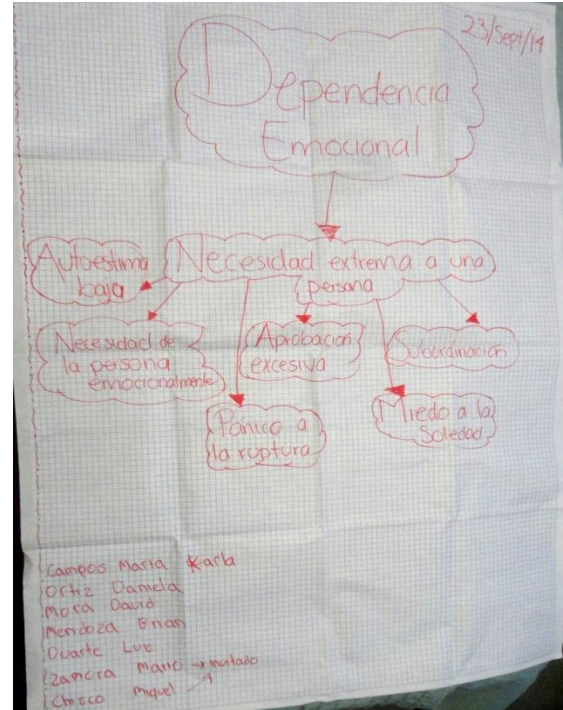 23/Sept/14
Dependencia
Emocional
Necesidad extrema a una
persona
Autoestima
baja
Necesidad de
la persona
emocionalmente
Pánico a
la ruptura
Aprobación
excesiva
Miedo a la
Soledad
Subordinación
Campos Maria Karla
Ortiz Daniela
Mora David
Mendoza Brian
Duarte Luz
Zamora Mario → invitado
Chisco Miguel